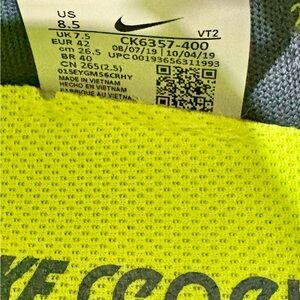 US
8.5
UK 7.5
EUR 42
cm 26.5
BR 40
CN 265(2.5)
VT2
CK6357-400
08/07/19 10/04/19
UPC 00193656311993
MADE IN VIETNAM
HECHO EN VIETNAM
FABRIQUÉ AU VIETNAM